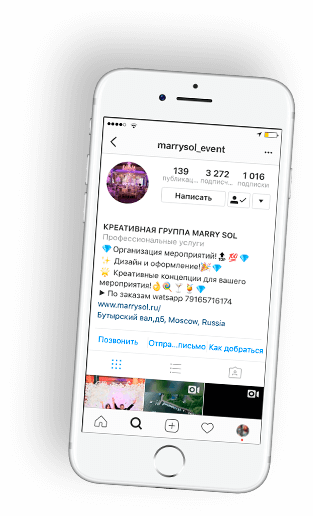 marrysol_event
139 3 272 1 016
публикац... подпису... подписки
Написать
КРЕАТИВНАЯ ГРУППА MARRY SOL
Профессиональные услуги
💎Организация мероприятий!🎩💯💎
✨ Дизайн и оформление!🎉💎
Креативные концепции для вашего
мероприятия!👌🍭🍸🍹💎
▶ По заказам watsapp 79165716174
www.marrysol.ru/
Бутырский вал,д5, Moscow, Russia
Позвонить Отпра...письмо Как добраться